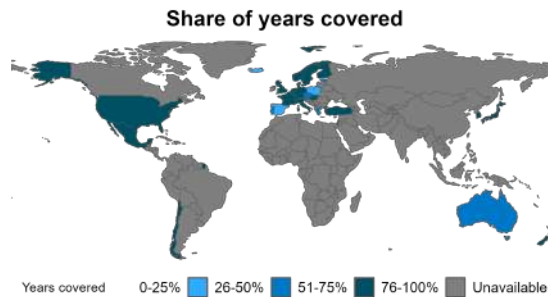 Share of years covered
Years covered 0-25% 26-50% 51-75% 76-100% Unavailable